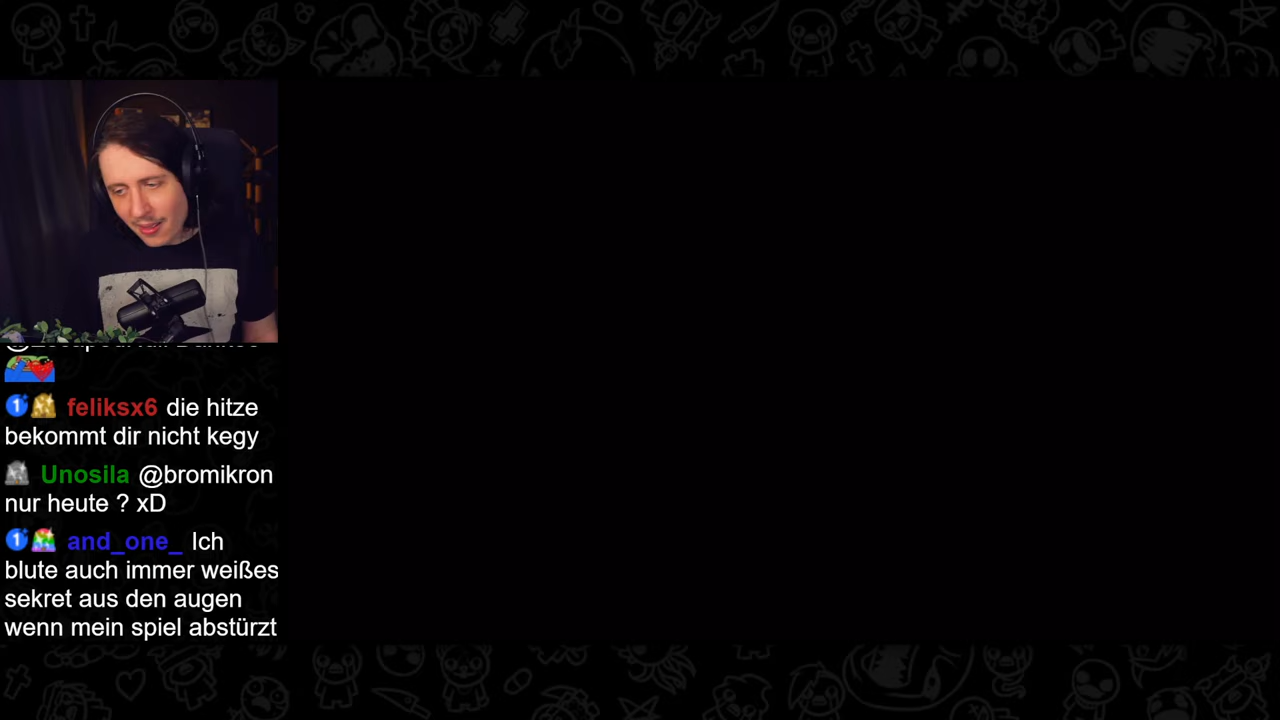 feliksx6 die hitze
bekommt dir nicht kegy
Unosila @bromikron
nur heute ? xD
and_one_ Ich
blute auch immer weißes
sekret aus den augen
wenn mein spiel abstürzt